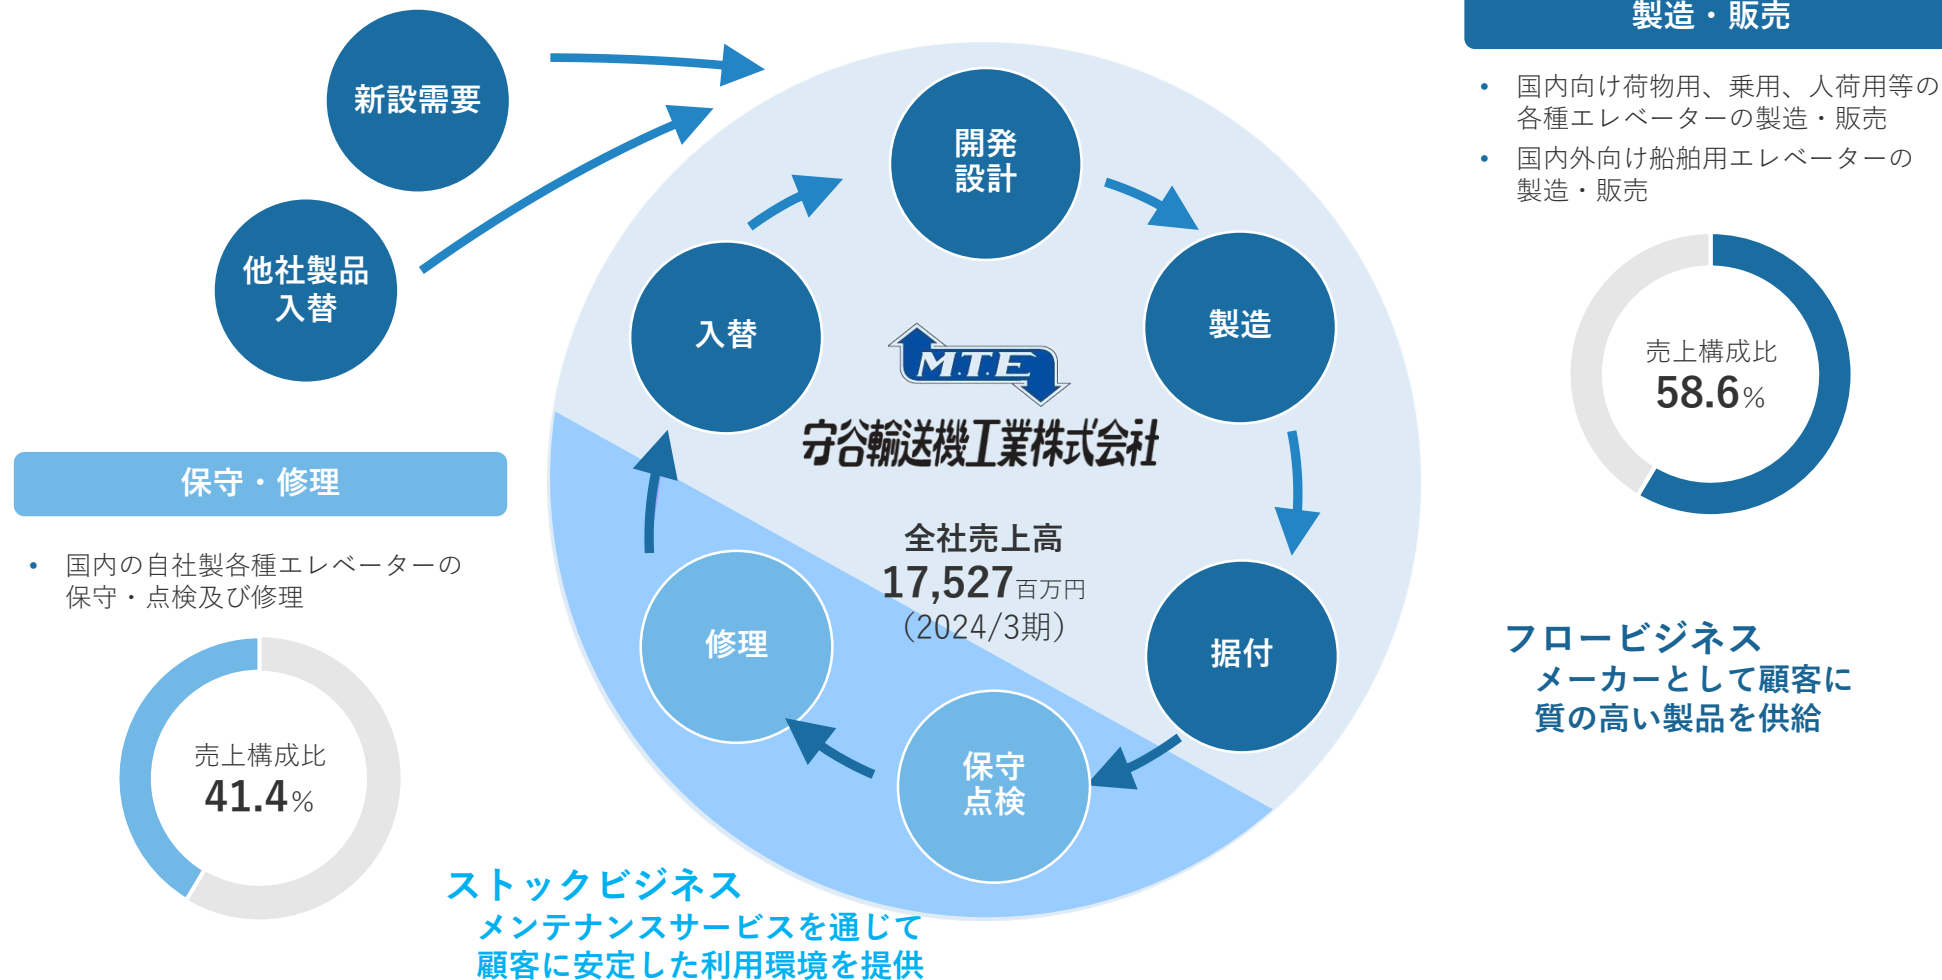 新設需要
他社製品
入替
開発
設計
製造
据付
保守
点検
修理
入替
M.T.E
守谷輸送機工業株式会社
全社売上高
17,527百万円
（2024/3期）
製造・販売
• 国内向け荷物用、乗用、人荷用等の
各種エレベーターの製造・販売
• 国内外向け船舶用エレベーターの
製造・販売
売上構成比
58.6%
フロービジネス
メーカーとして顧客に
質の高い製品を供給
保守・修理
• 国内の自社製各種エレベーターの
保守・点検及び修理
売上構成比
41.4%
ストックビジネス
メンテナンスサービスを通じて
顧客に安定した利用環境を提供